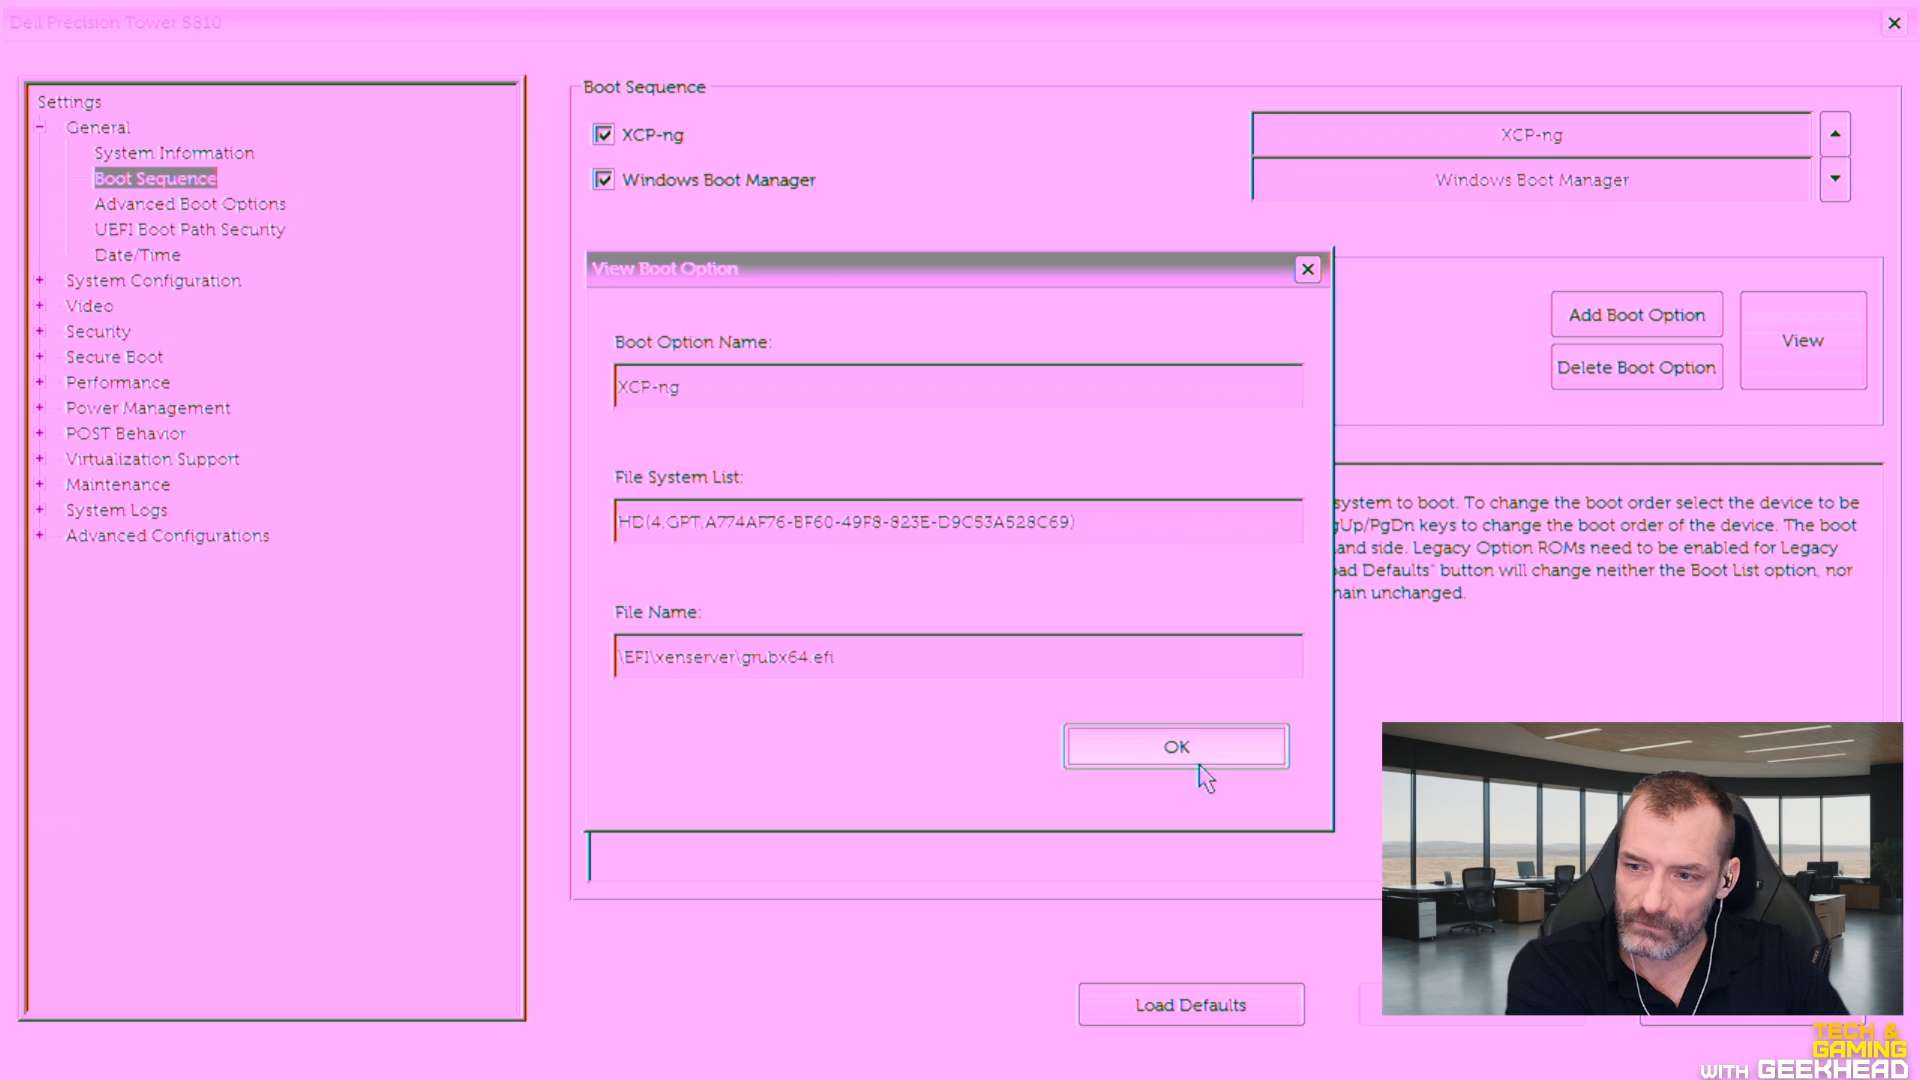 Dell Precision Tower 5810
Settings
General
System Information
Boot Sequence
Advanced Boot Options
UEFI Boot Path Security
Date/Time
System Configuration
Video
Security
Secure Boot
Performance
Power Management
POST Behavior
Virtualization Support
Maintenance
System Logs
Advanced Configurations
Boot Sequence
XCP-ng
Windows Boot Manager
XCP-ng
Windows Boot Manager
Add Boot Option
Delete Boot Option
View
View Boot Option
Boot Option Name:
XCP-ng
File System List:
HD(4,GPT,A774AF76-BF60-49F8-823E-D9C53A528C69)
File Name:
\EFI\xenserver\grubx64.efi
OK
system to boot. To change the boot order select the device to be
gUp/PgDn keys to change the boot order of the device. The boot
and side. Legacy Option ROMs need to be enabled for Legacy
ad Defaults" button will change neither the Boot List option, nor
main unchanged.
Load Defaults
TECH &
GAMING
WITH GEEKHEAD